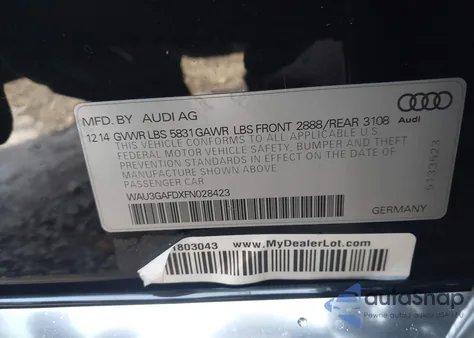 MFD. BY AUDI AG
12.14 GVWR LBS 5831 GAWR LBS FRONT 2888/REAR 3108
THIS VEHICLE CONFORMS TO ALL APPLICABLE U.S.
FEDERAL MOTOR VEHICLE SAFETY, BUMPER AND THEFT
PREVENTION STANDARDS IN EFFECT ON THE DATE OF
MANUFACTURE SHOWN ABOVE
PASSENGER CAR
WAU3GAFDXFN028423
GERMANY
Audi
1803043
www.MyDealerLot.com
autoSnap